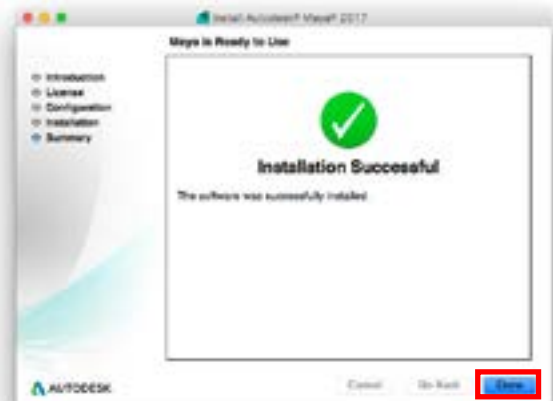 Install Autodesk® Maya® 2017
Maya is Ready to Use
Introduction
License
Configuration
Installation
Summary
Installation Successful
The software was successfully installed.
AUTODESK
Cancel
Go Back